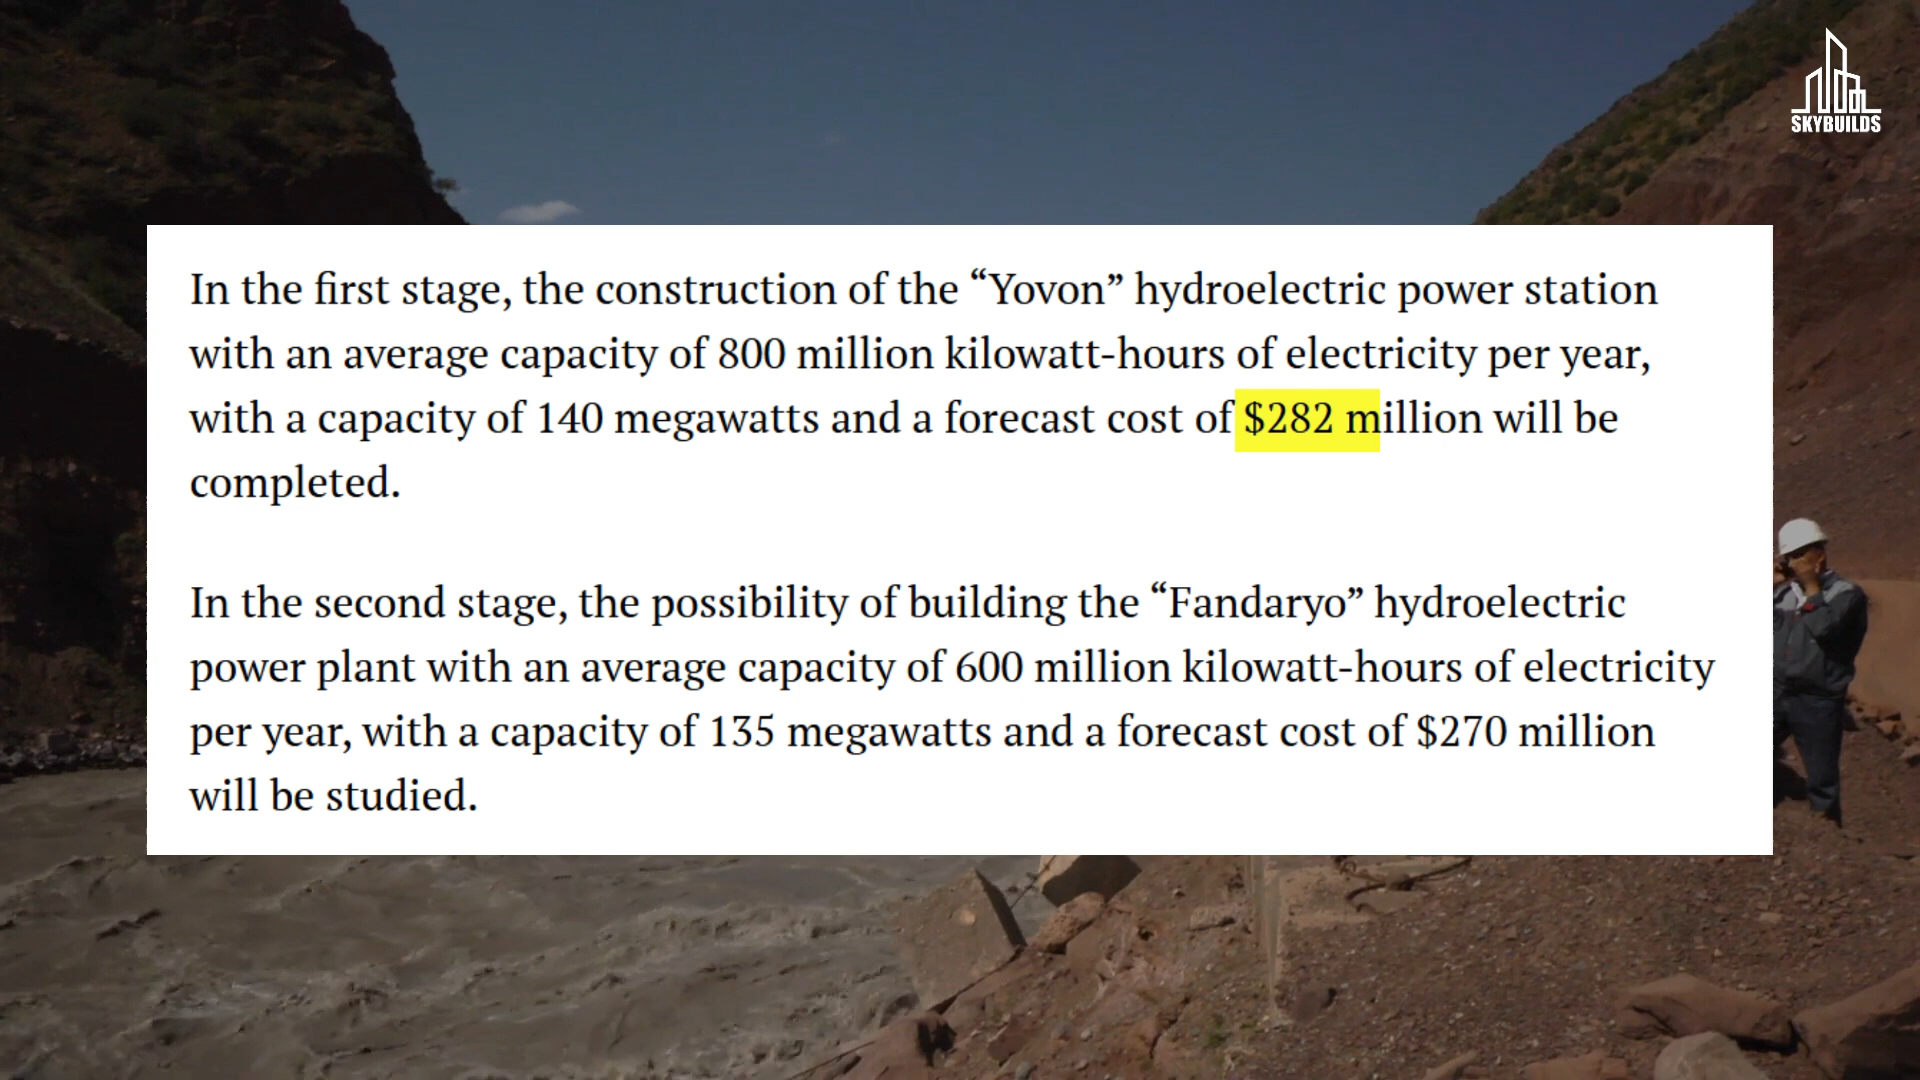 SKYBUILDS
In the first stage, the construction of the “Yovon” hydroelectric power station
with an average capacity of 800 million kilowatt-hours of electricity per year,
with a capacity of 140 megawatts and a forecast cost of $282 million will be
completed.
In the second stage, the possibility of building the “Fandaryo” hydroelectric
power plant with an average capacity of 600 million kilowatt-hours of electricity
per year, with a capacity of 135 megawatts and a forecast cost of $270 million
will be studied.